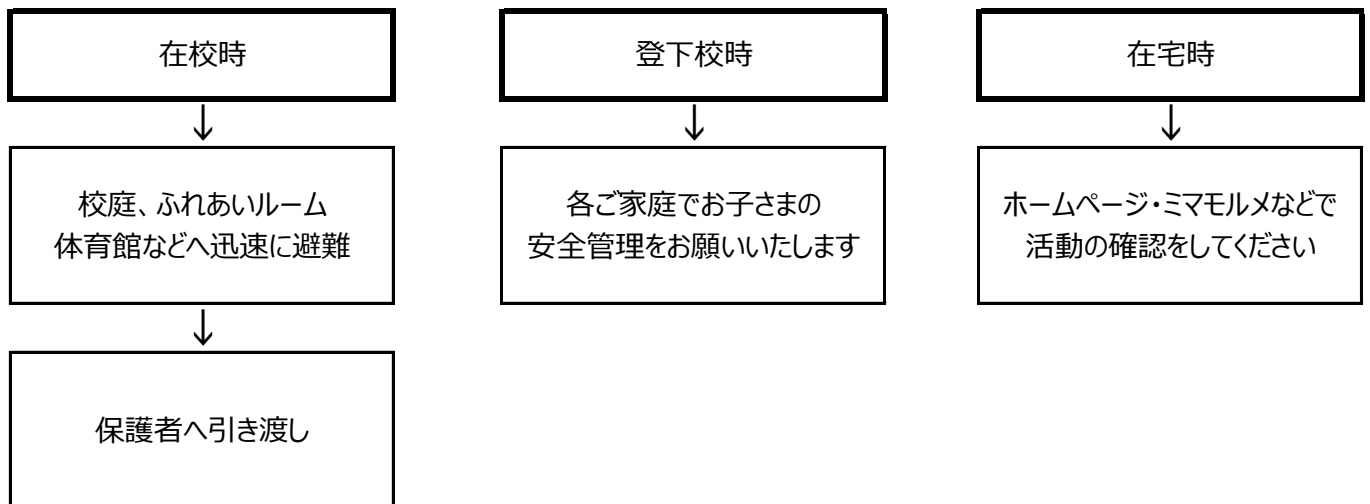 在校時
↓
校庭、ふれあいルーム
体育館などへ迅速に避難
↓
保護者へ引き渡し
登下校時
↓
各ご家庭でお子さまの
安全管理をお願いいたします
在宅時
↓
ホームページ・ミマモルメなどで
活動の確認をしてください